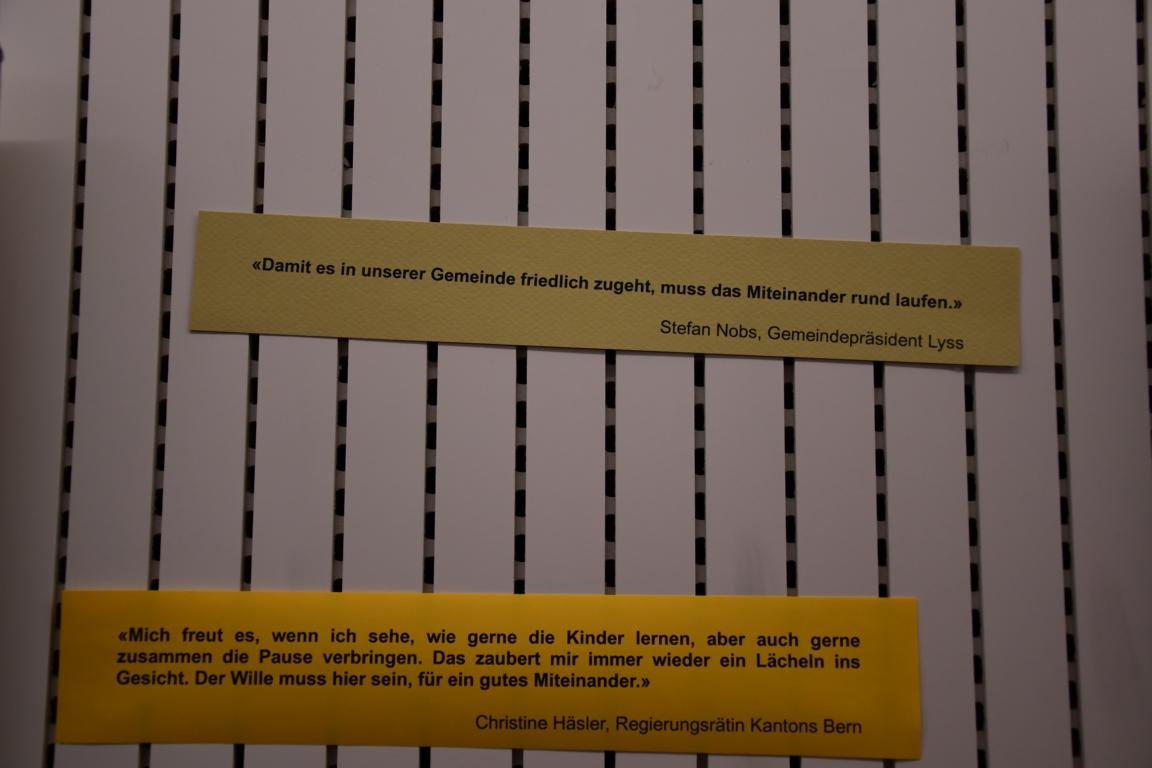 «Damit es in unserer Gemeinde friedlich zugeht, muss das Miteinander rund laufen.»
Stefan Nobs, Gemeindepräsident Lyss
«Mich freut es, wenn ich sehe, wie gerne die Kinder lernen, aber auch gerne
zusammen die Pause verbringen. Das zaubert mir immer wieder ein Lächeln ins
Gesicht. Der Wille muss hier sein, für ein gutes Miteinander.»
Christine Häsler, Regierungsrätin Kantons Bern